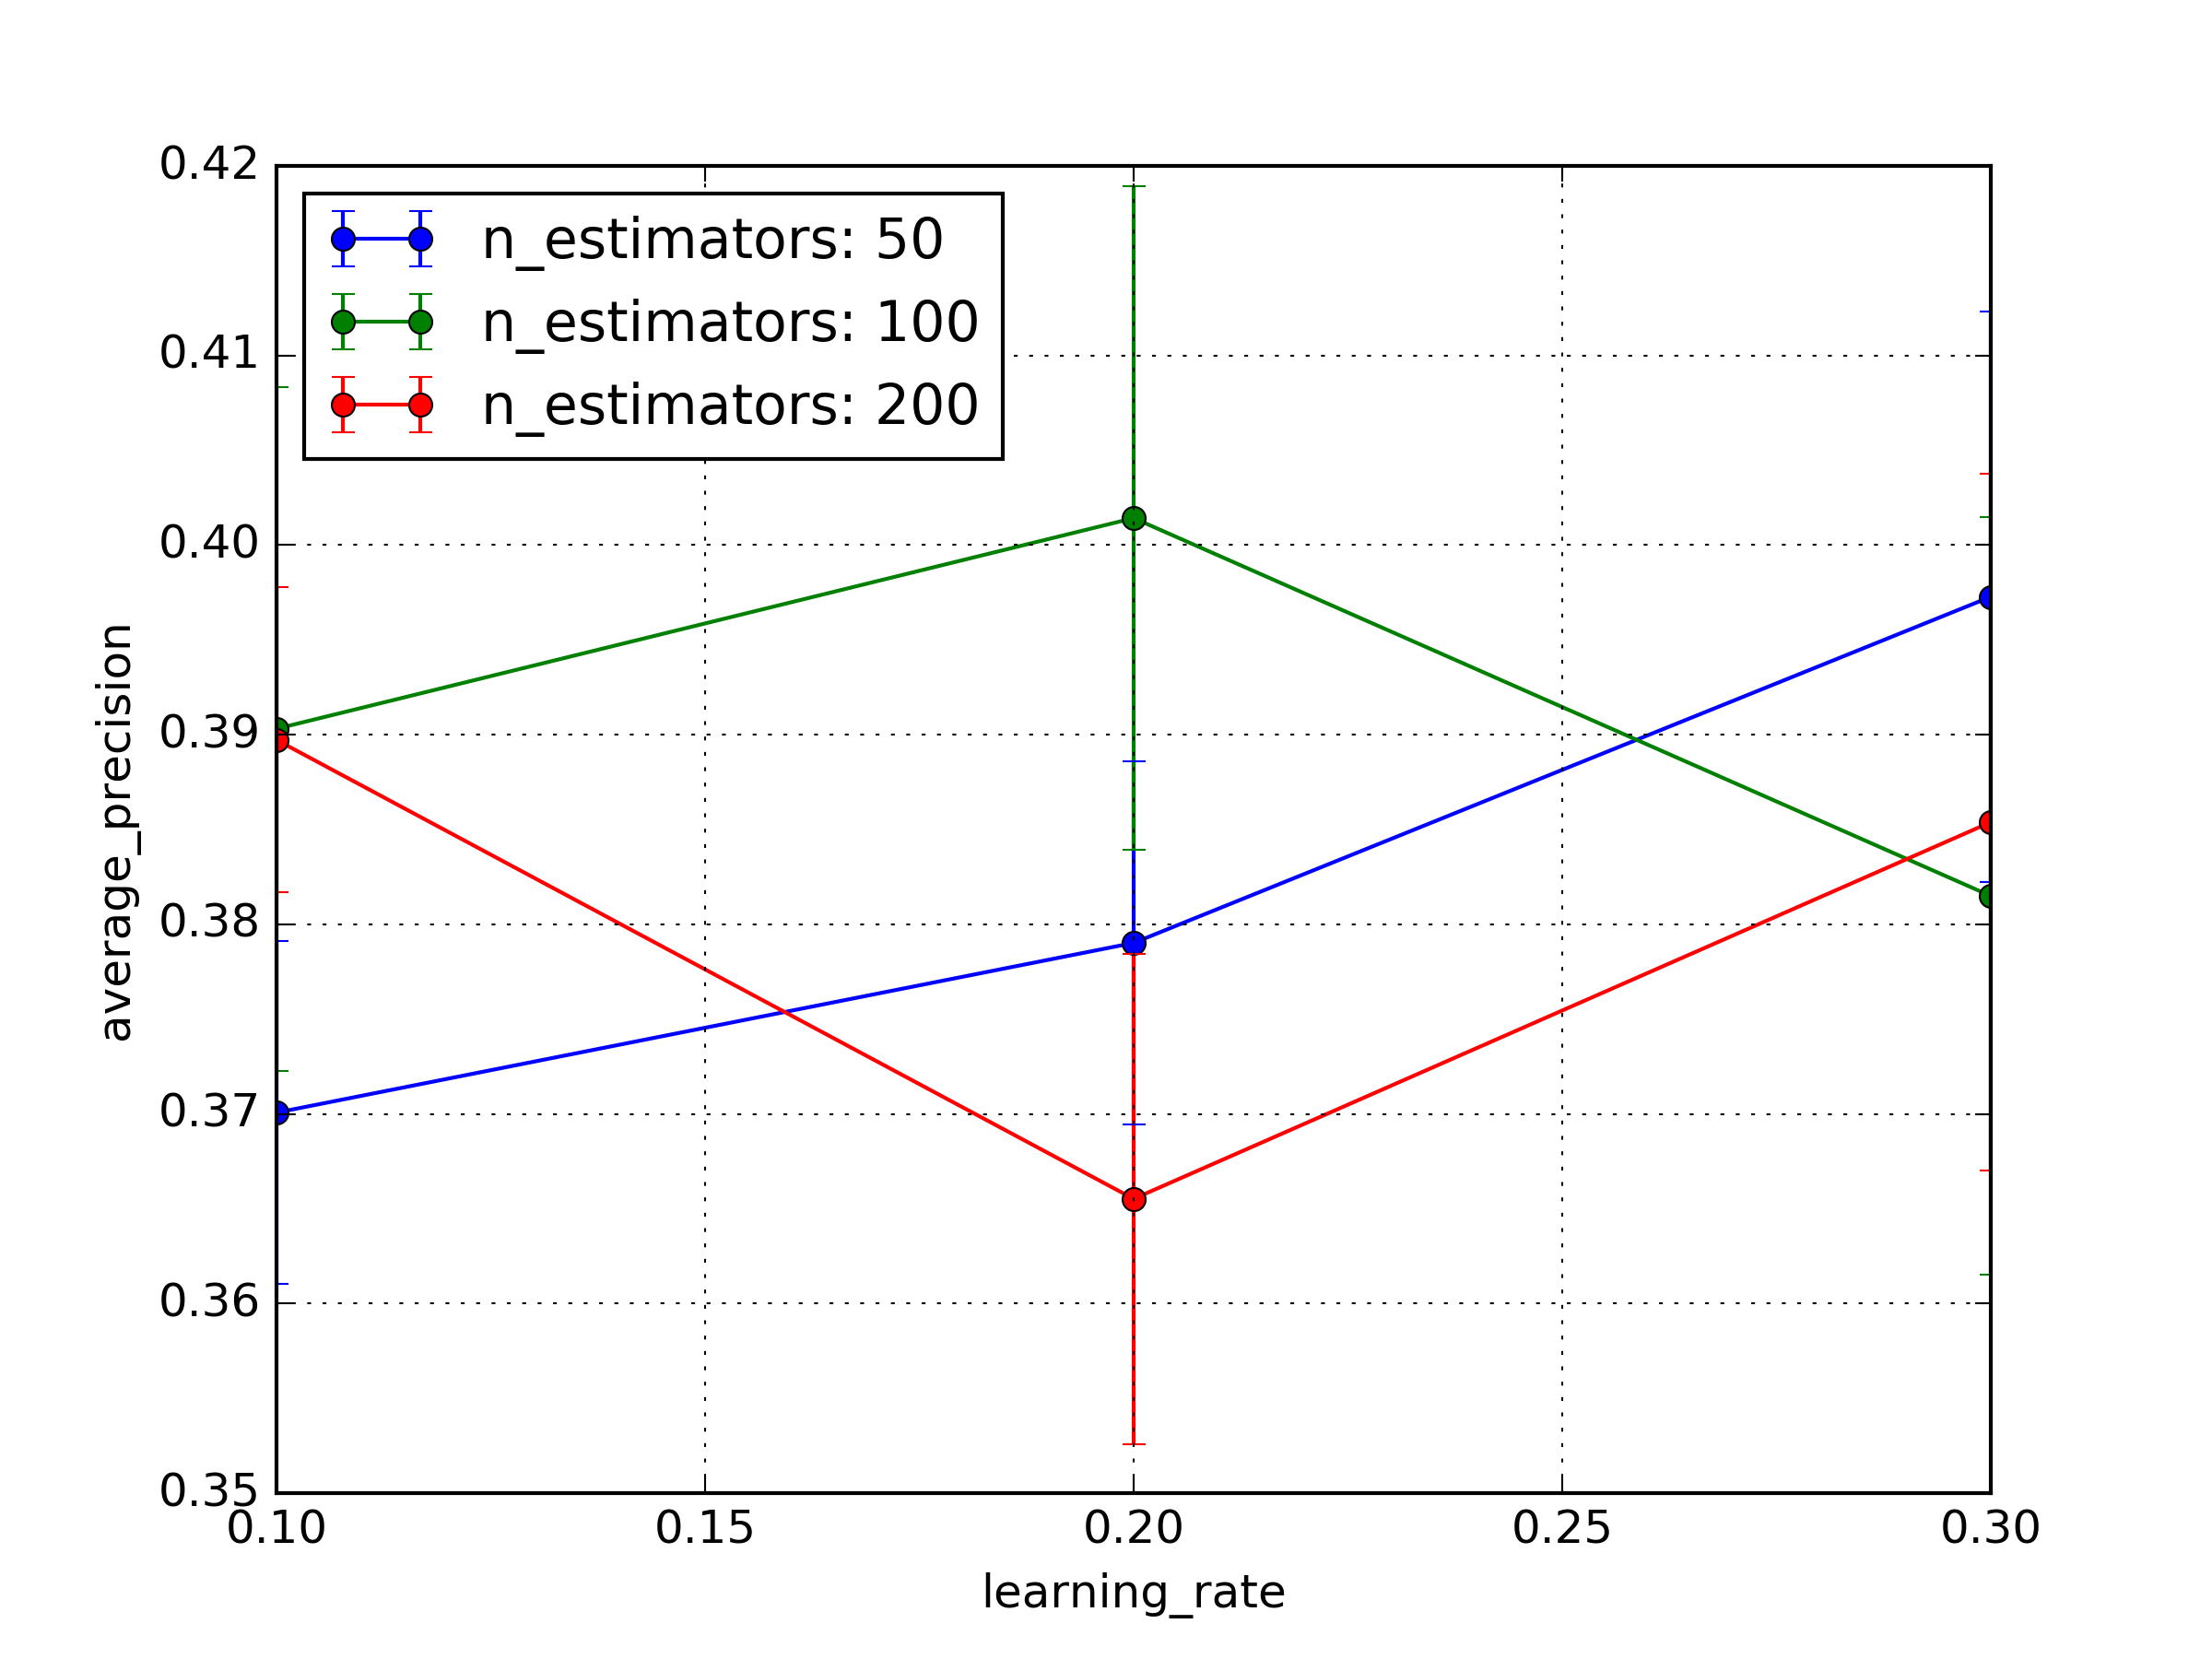 0.42
n_estimators: 50
n_estimators: 100
n_estimators: 200
0.41
0.40
0.39
0.38
0.37
0.36
0.35
average_precision
0.10 0.15 0.20 0.25 0.30
learning_rate